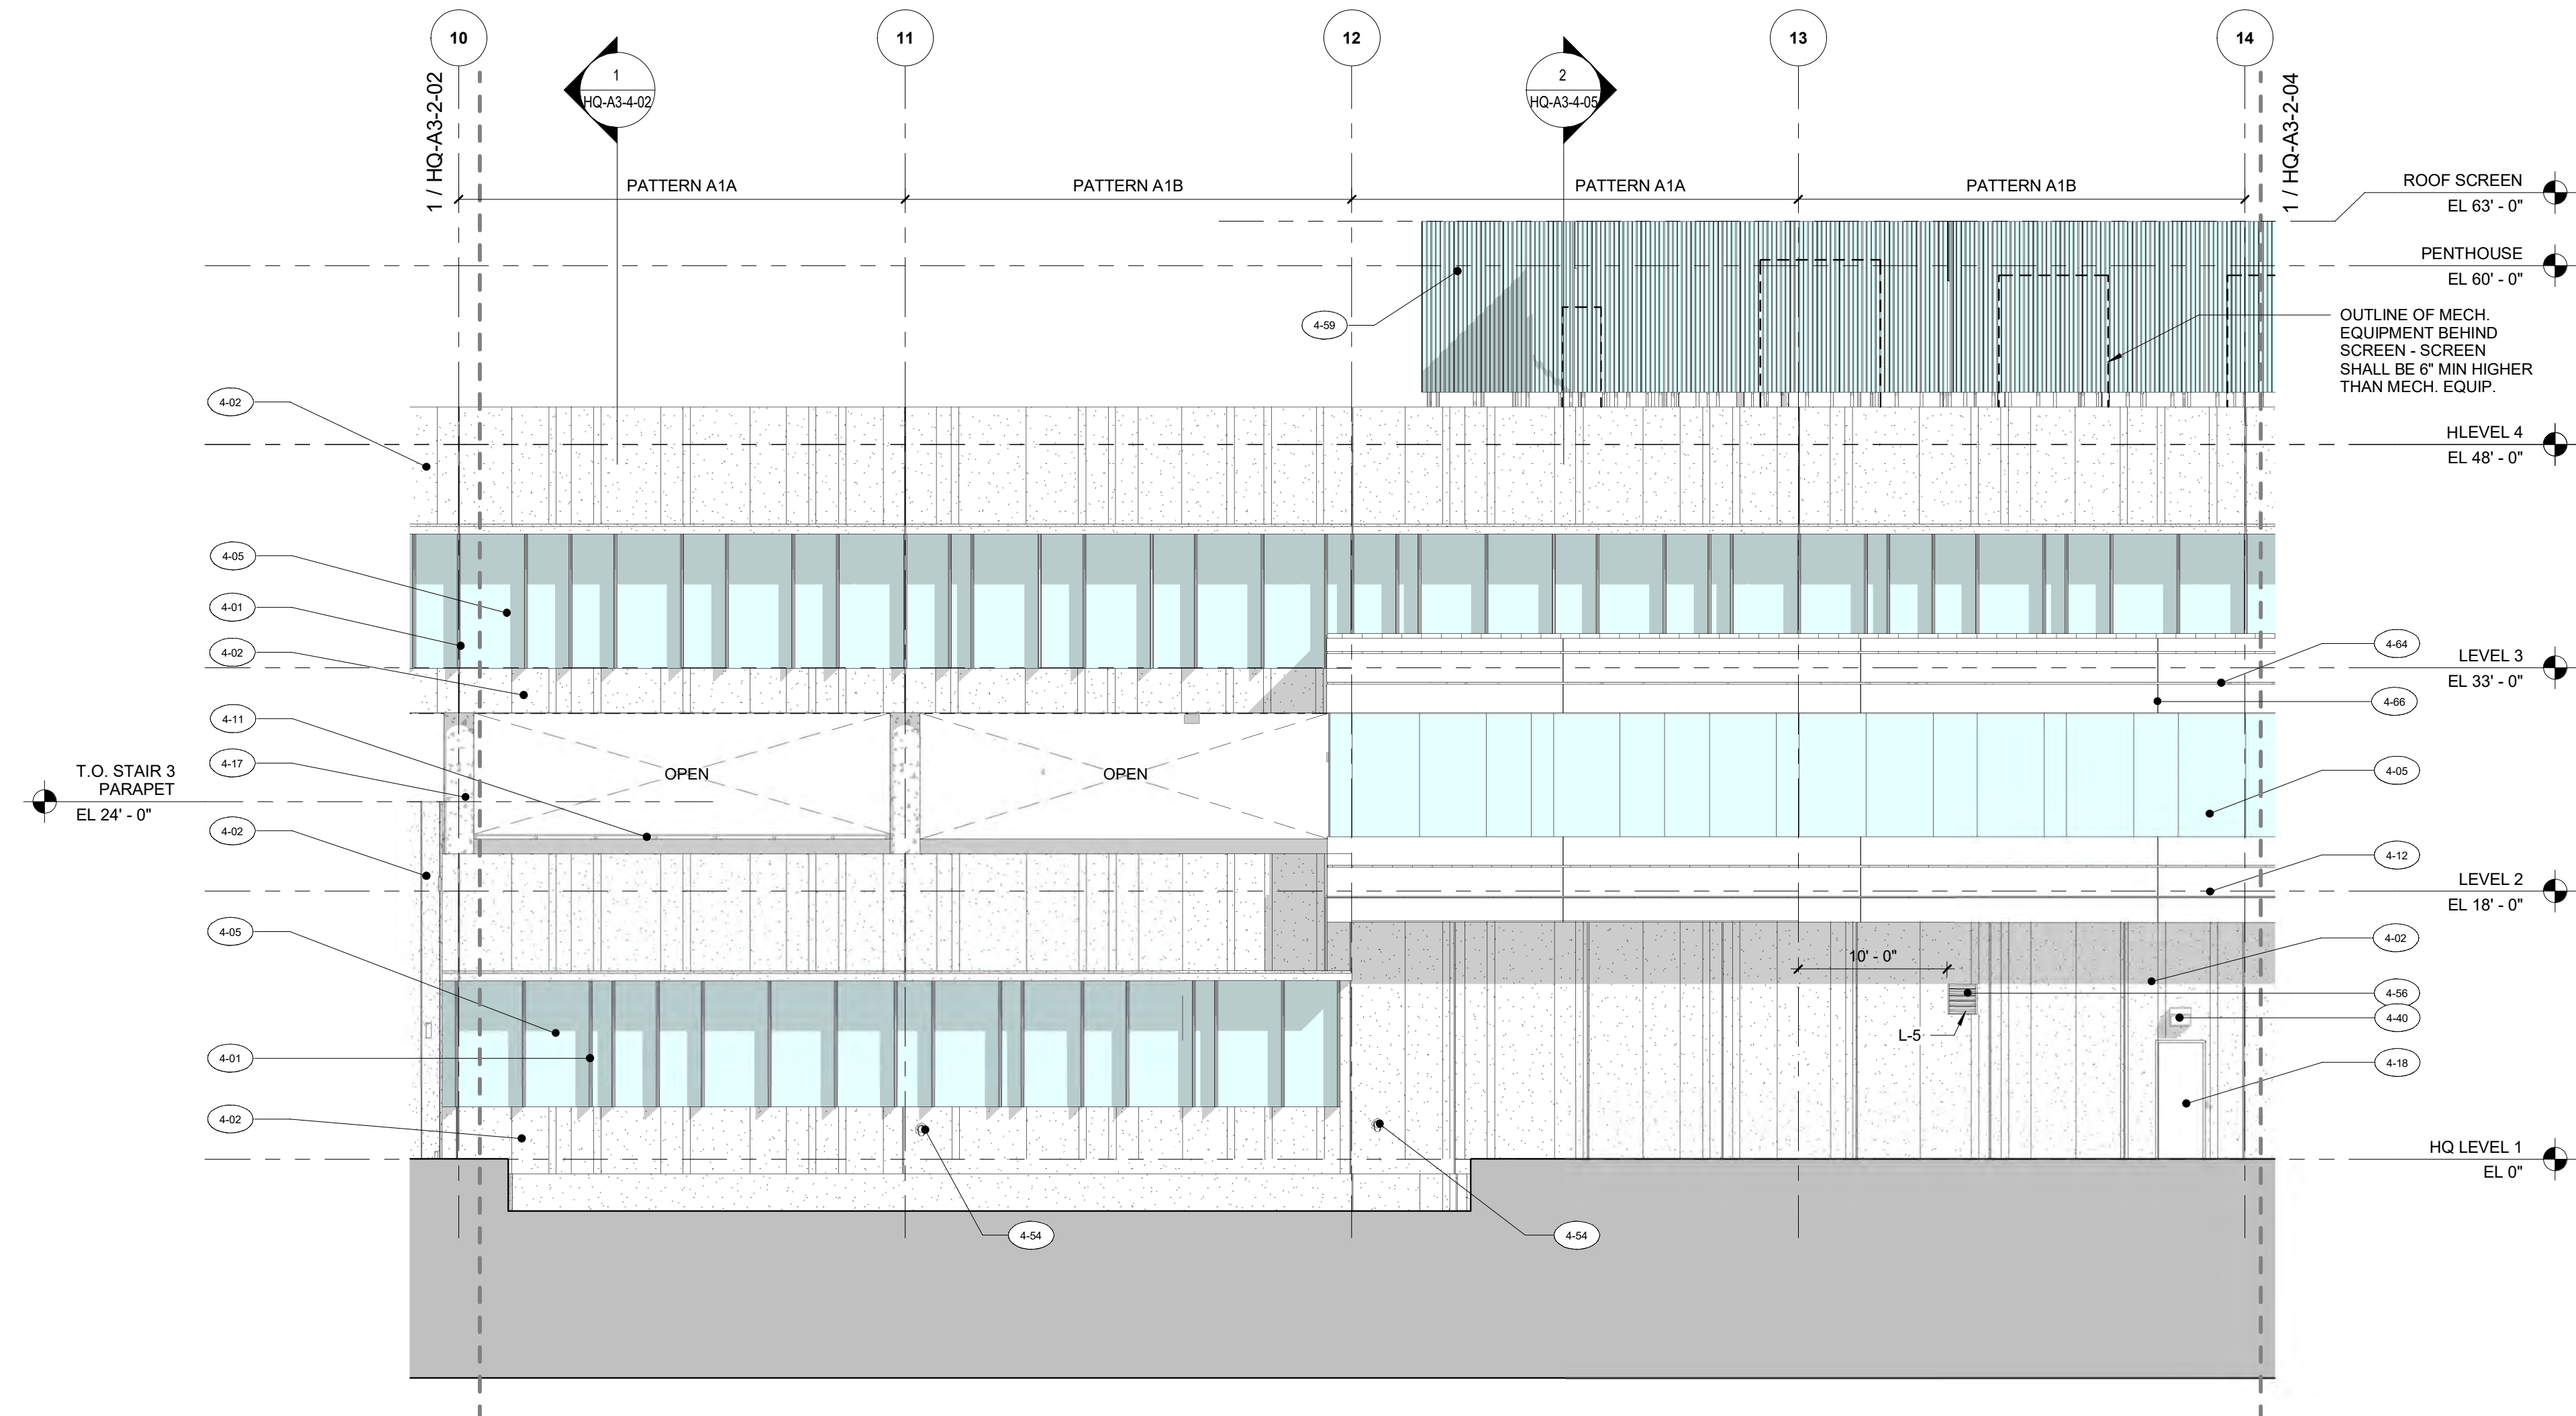 10
11
12
13
14
1 / HQ-A3-2-02
1
HQ-A3-4-02
2
HQ-A3-4-05
1 / HQ-A3-2-04
PATTERN A1A
PATTERN A1B
PATTERN A1A
PATTERN A1B
ROOF SCREEN
EL 63' - 0"
PENTHOUSE
EL 60' - 0"
4-59
OUTLINE OF MECH.
EQUIPMENT BEHIND
SCREEN - SCREEN
SHALL BE 6" MIN HIGHER
THAN MECH. EQUIP.
4-02
HLEVEL 4
EL 48' - 0"
4-05
4-01
4-02
4-64
LEVEL 3
EL 33' - 0"
4-66
4-11
4-17
OPEN
OPEN
4-05
T.O. STAIR 3
PARAPET
EL 24' - 0"
4-02
4-12
LEVEL 2
EL 18' - 0"
4-05
4-02
10' - 0"
4-56
4-40
L-5
4-01
4-18
4-02
HQ LEVEL 1
EL 0"
4-54
4-54